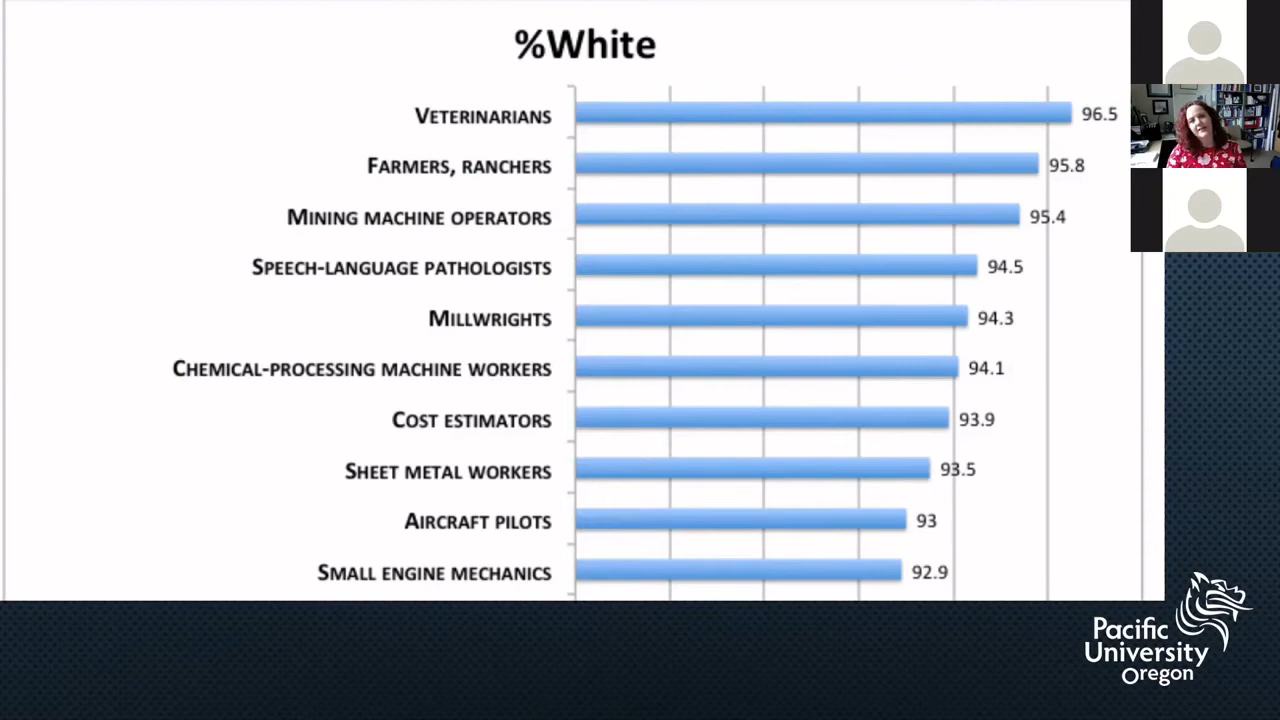 %White
VETERINARIANS 96.5
FARMERS, RANCHERS 95.8
MINING MACHINE OPERATORS 95.4
SPEECH-LANGUAGE PATHOLOGISTS 94.5
MILLWRIGHTS 94.3
CHEMICAL-PROCESSING MACHINE WORKERS 94.1
COST ESTIMATORS 93.9
SHEET METAL WORKERS 93.5
AIRCRAFT PILOTS 93
SMALL ENGINE MECHANICS 92.9
Pacific
University
Oregon